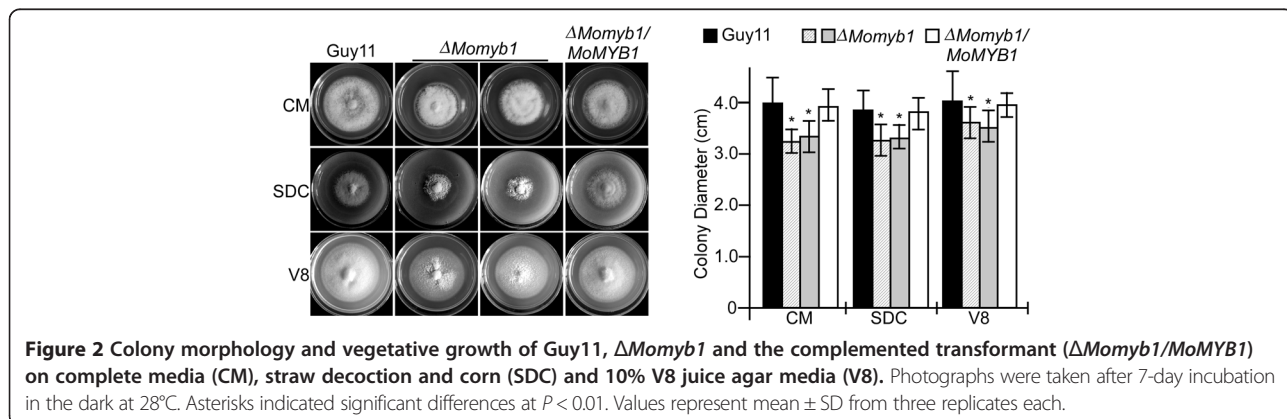 Guy11 ΔMomyb1 ΔMomyb1/
MoMYB1
CM
SDC
V8
Guy11 ΔMomyb1 ΔMomyb1/
MoMYB1
Colony Diameter (cm)
4.0
3.0
2.0
1.0
0
* *
* *
* *
CM SDC V8
Figure 2 Colony morphology and vegetative growth of Guy11, ΔMomyb1 and the complemented transformant (ΔMomyb1/MoMYB1)
on complete media (CM), straw decoction and corn (SDC) and 10% V8 juice agar media (V8). Photographs were taken after 7-day incubation
in the dark at 28°C. Asterisks indicated significant differences at P < 0.01. Values represent mean ± SD from three replicates each.